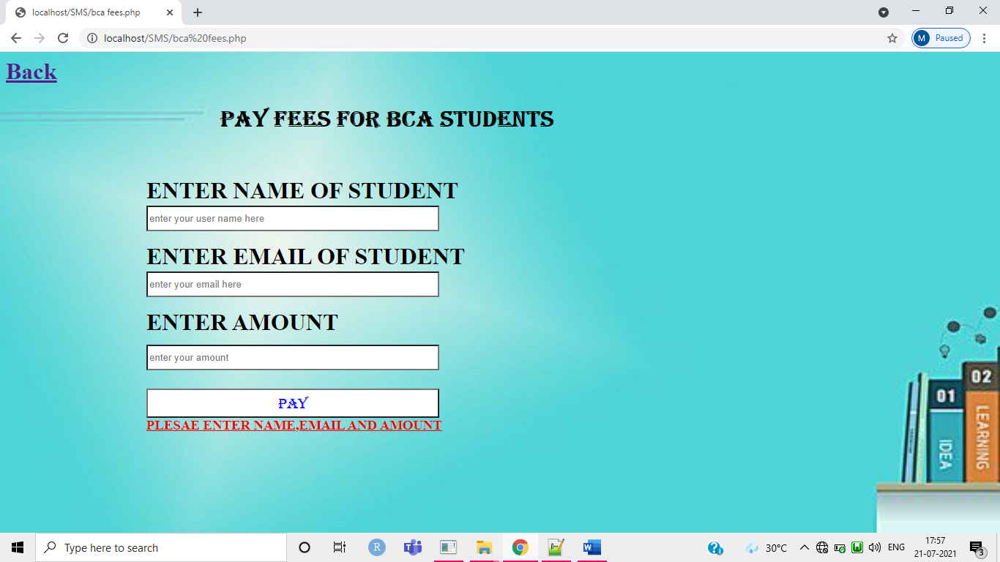 localhost/SMS/bca fees.php
localhost/SMS/bca%20fees.php
M Paused
Back
PAY FEES FOR BCA STUDENTS
ENTER NAME OF STUDENT
enter your user name here
ENTER EMAIL OF STUDENT
enter your email here
ENTER AMOUNT
enter your amount
PAY
PLESAE ENTER NAME,EMAIL AND AMOUNT
01
IDEA
02
LEARNING
Type here to search
R
30°C
ENG
17:57
21-07-2021
3